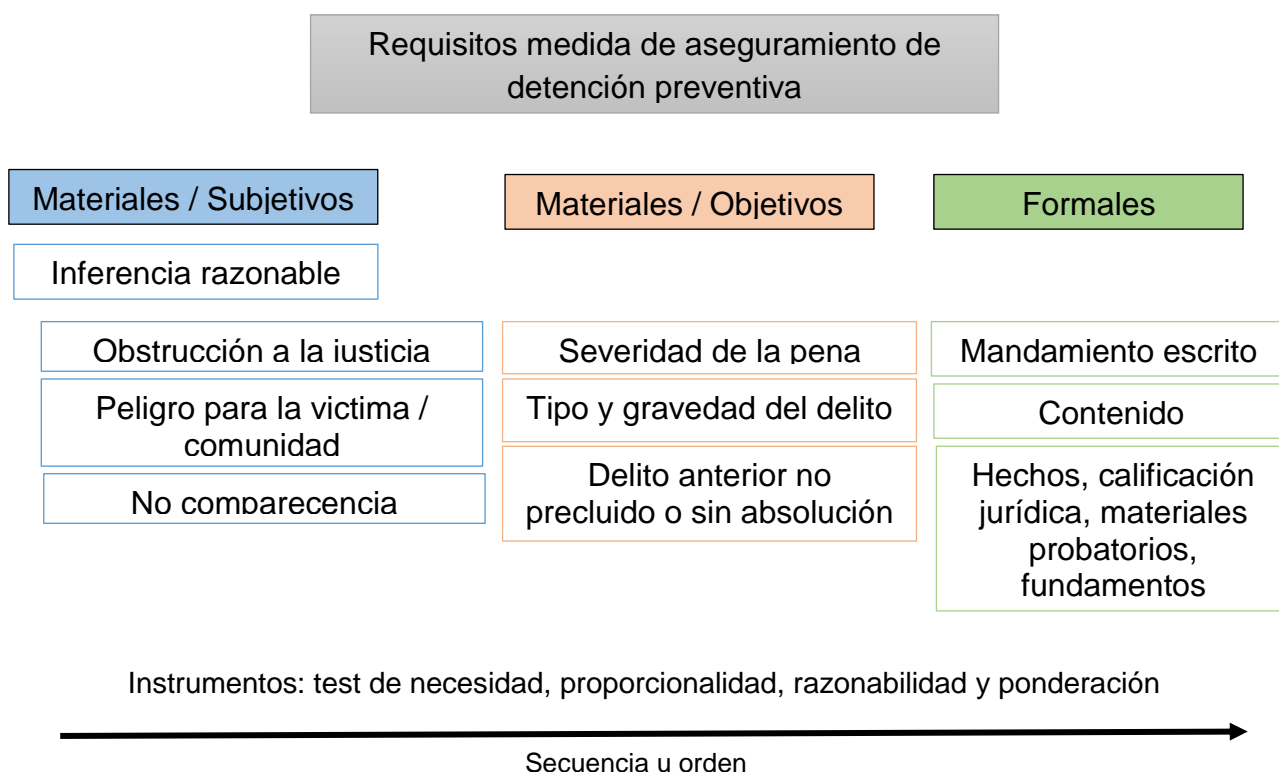 Requisitos medida de aseguramiento de
detención preventiva
Materiales / Subjetivos
Inferencia razonable
Obstrucción a la justicia
Peligro para la victima /
comunidad
No comparecencia
Materiales / Objetivos
Severidad de la pena
Tipo y gravedad del delito
Delito anterior no
precluido o sin absolución
Formales
Mandamiento escrito
Contenido
Hechos, calificación
jurídica, materiales
probatorios,
fundamentos
Instrumentos: test de necesidad, proporcionalidad, razonabilidad y ponderación
Secuencia u orden